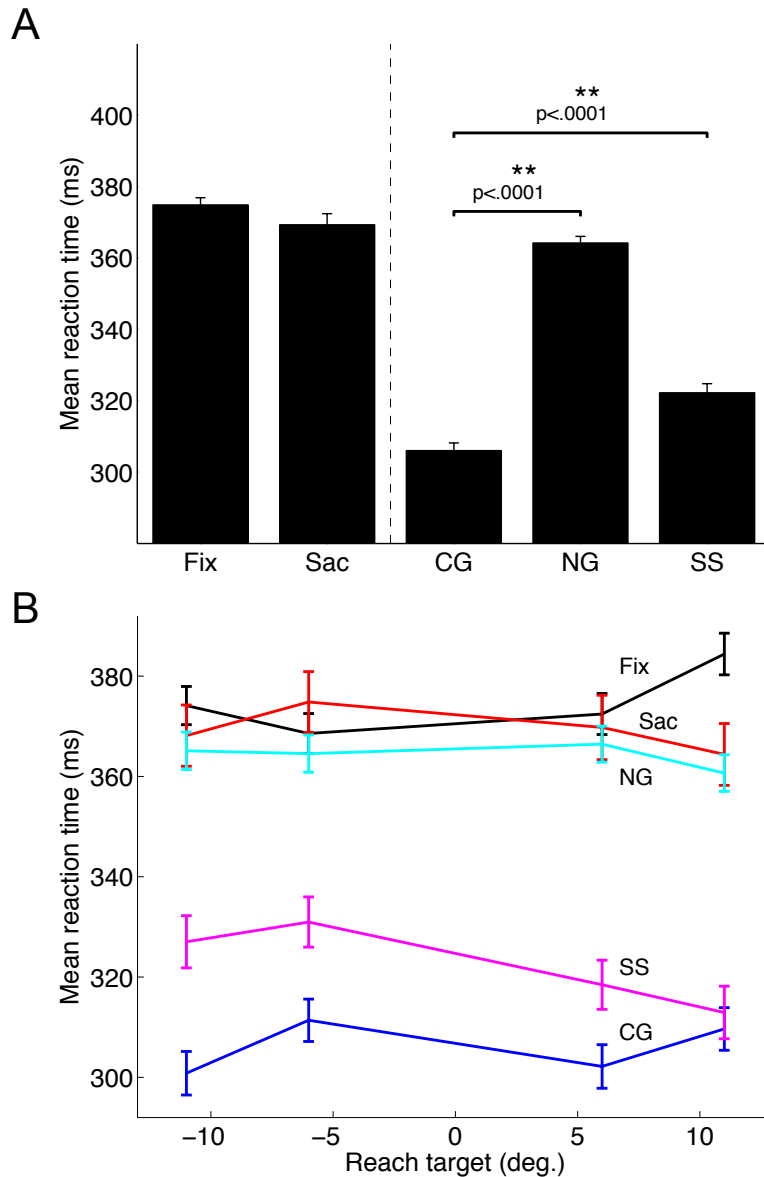 A
Mean reaction time (ms)
400
380
360
340
320
300
**
p<.0001
**
p<.0001
Fix Sac CG NG SS
B
Mean reaction time (ms)
380
360
340
320
300
Fix
Sac
NG
SS
CG
−10 −5 0 5 10
Reach target (deg.)